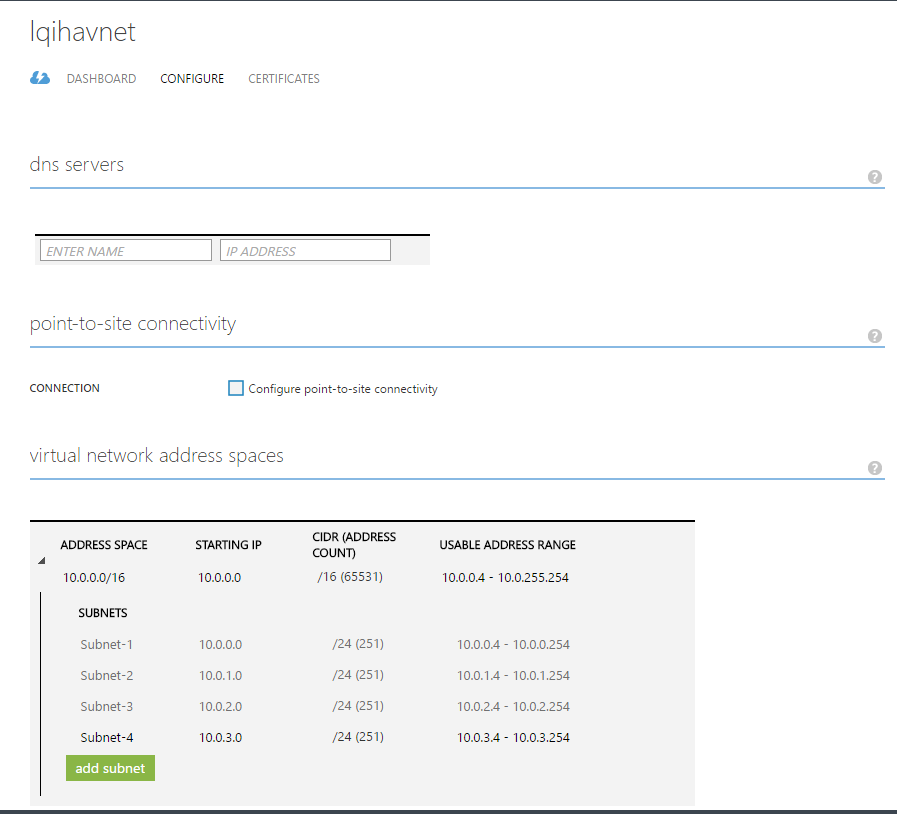 lqihavnet
DASHBOARD CONFIGURE CERTIFICATES
dns servers
?
ENTER NAME IP ADDRESS
point-to-site connectivity
?
CONNECTION Configure point-to-site connectivity
virtual network address spaces
?
ADDRESS SPACE STARTING IP CIDR (ADDRESS COUNT) USABLE ADDRESS RANGE
10.0.0.0/16 10.0.0.0 /16 (65531) 10.0.0.4 - 10.0.255.254
SUBNETS
Subnet-1 10.0.0.0 /24 (251) 10.0.0.4 - 10.0.0.254
Subnet-2 10.0.1.0 /24 (251) 10.0.1.4 - 10.0.1.254
Subnet-3 10.0.2.0 /24 (251) 10.0.2.4 - 10.0.2.254
Subnet-4 10.0.3.0 /24 (251) 10.0.3.4 - 10.0.3.254
add subnet